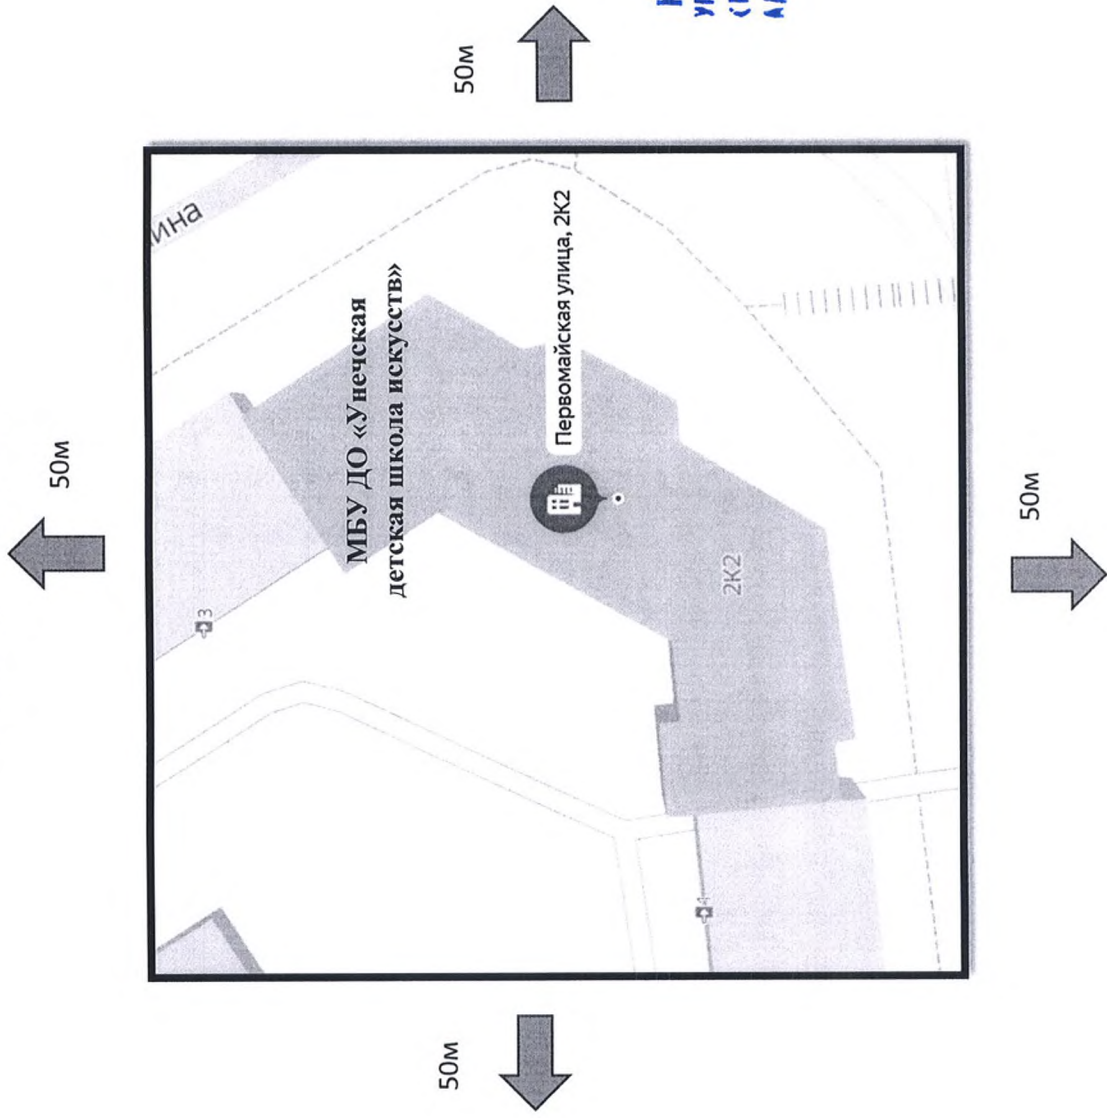 50м
50м
50м
50м
ина
МБУ ДО «Унечская
детская школа искусств»
Первомайская улица, 2К2
2К2
3
4